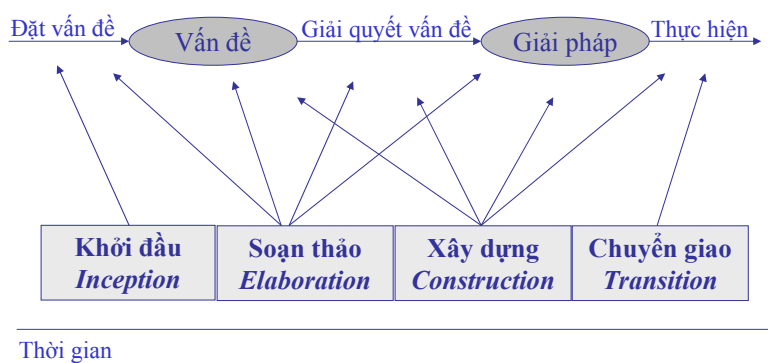 Đặt vấn đề Vấn đề Giải quyết vấn đề Giải pháp Thực hiện
Khởi đầu Soạn thảo Xây dựng Chuyển giao
Inception Elaboration Construction Transition
Thời gian